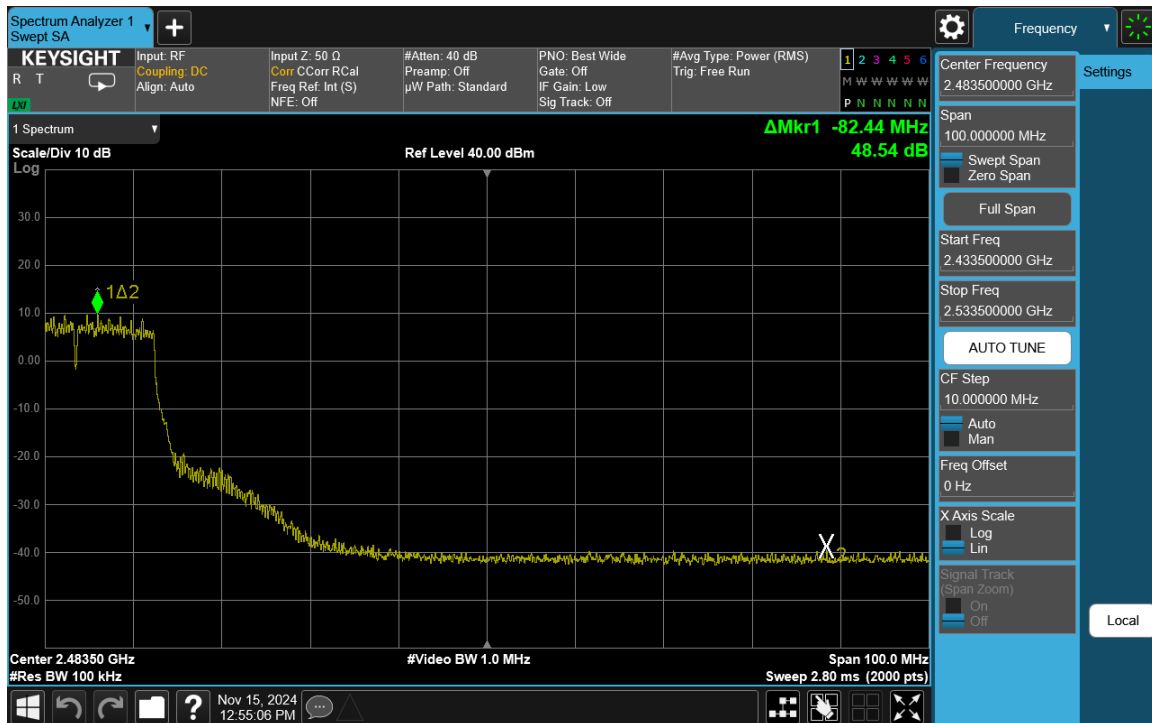 Spectrum Analyzer 1
Swept SA
Frequency
KEYSIGHT
R T
LXI
Input: RF
Coupling: DC
Align: Auto
Input Z: 50 Ω
Corr CCorr RCal
Freq Ref: Int (S)
NFE: Off
#Atten: 40 dB
Preamp: Off
µW Path: Standard
PNO: Best Wide
Gate: Off
IF Gain: Low
Sig Track: Off
#Avg Type: Power (RMS)
Trig: Free Run
1 2 3 4 5 6
M W W W W W
P N N N N N
1 Spectrum
ΔMkr1 -82.44 MHz
Scale/Div 10 dB
Ref Level 40.00 dBm
48.54 dB
Log
30.0
20.0
1Δ2
10.0
0.00
-10.0
-20.0
-30.0
-40.0
X2
-50.0
Center 2.48350 GHz
#Video BW 1.0 MHz
Span 100.0 MHz
#Res BW 100 kHz
Sweep 2.80 ms (2000 pts)
Center Frequency
2.483500000 GHz
Settings
Span
100.000000 MHz
Swept Span
Zero Span
Full Span
Start Freq
2.433500000 GHz
Stop Freq
2.533500000 GHz
AUTO TUNE
CF Step
10.000000 MHz
Auto
Man
Freq Offset
0 Hz
X Axis Scale
Log
Lin
Signal Track
(Span Zoom)
On
Off
Local
?
Nov 15, 2024
12:55:06 PM